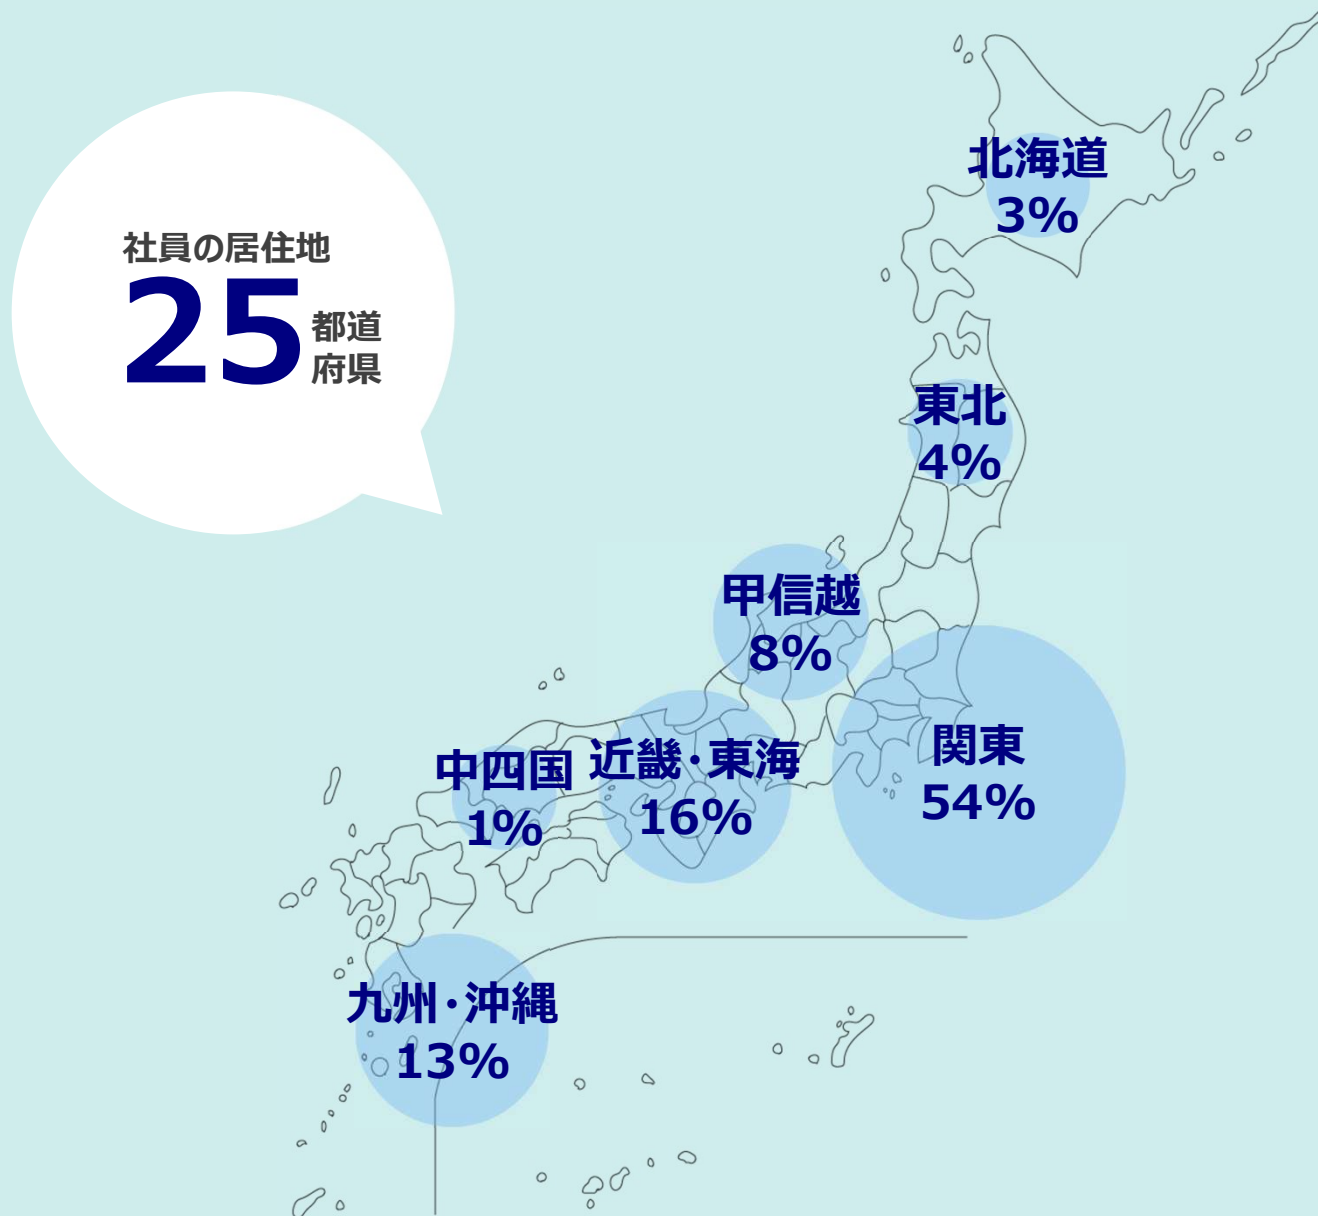 社員の居住地
25都道
府県
北海道
3%
東北
4%
甲信越
8%
関東
54%
近畿・東海
16%
中四国
1%
九州・沖縄
13%